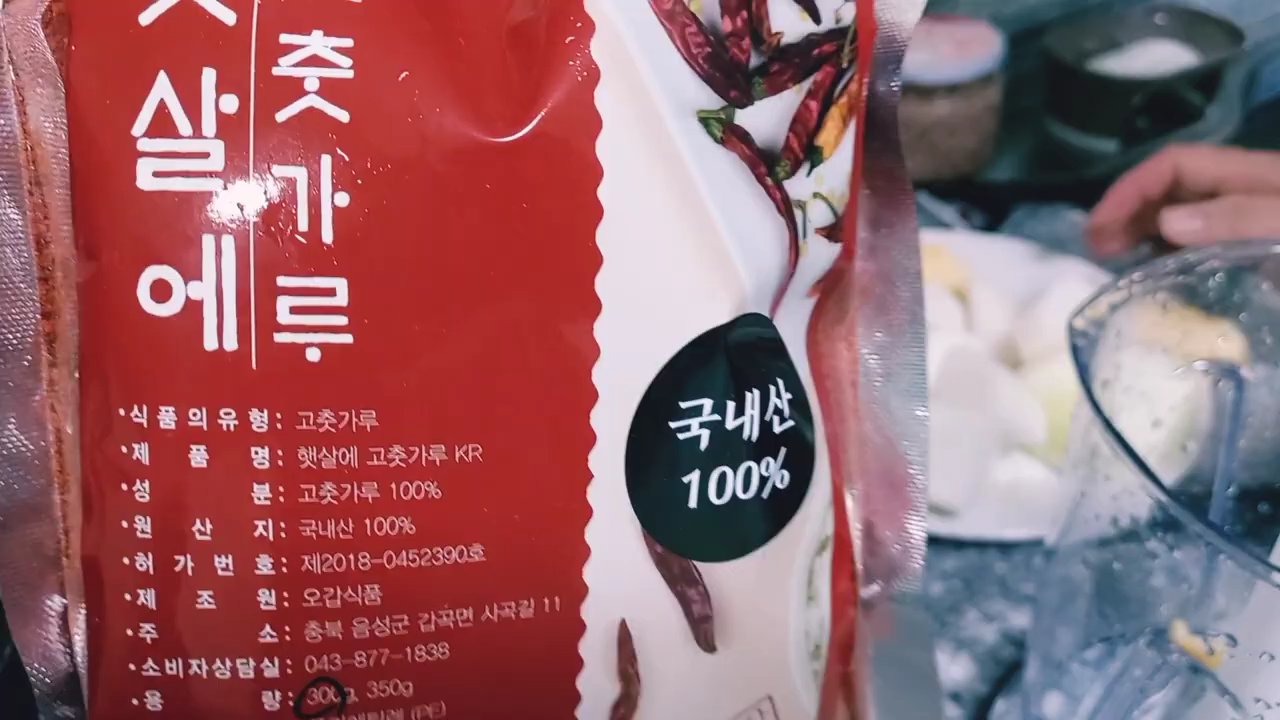 살에
춧가루
·식품의유형: 고춧가루
·제 품 명: 햇살에 고춧가루 KR
·성 분: 고춧가루 100%
·원 산 지: 국내산 100%
·허 가 번 호: 제2018-0452390호
·제 조 원: 오갑식품
·주 소: 충북 음성군 감곡면 사곡길 11
·소비자상담실: 043-877-1838
·용 량: 300g, 350g
(PE)
국내산
100%